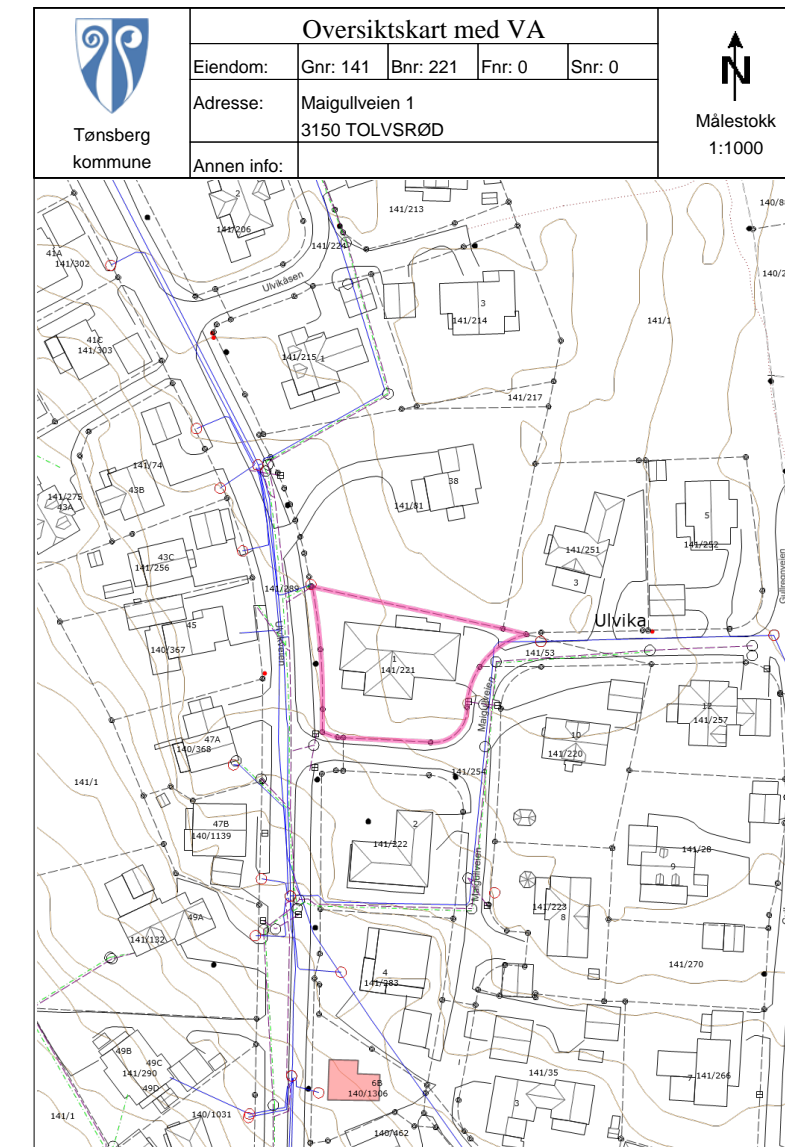 Oversiktskart med VA
Eiendom: Gnr: 141 Bnr: 221 Fnr: 0 Snr: 0
Adresse: Maigullveien 1
3150 TOLVSRØD
Annen info:
Tønsberg
kommune
N
Målestokk
1:1000
2
141/206
141/213
141/224
41A
141/302
Ulvikåsen
3
141/214
141/1
41C
141/303
141/215
1
141/217
141/74
43B
141/275
43A
38
141/81
5
141/252
141/251
3
43C
141/256
141/289
Gullregnveien
45
140/367
Ulvikveien
Ulvika
141/53
1
141/221
Maigullveien
12
141/257
47A
140/368
10
141/220
141/1
141/254
47B
140/1139
2
141/222
141/28
9
Maigullveien
49A
141/132
141/223
8
4
141/283
141/270
49B
49C
141/290
49D
141/35
7
141/266
6B
140/1306
3
141/1
140/1031
140/462